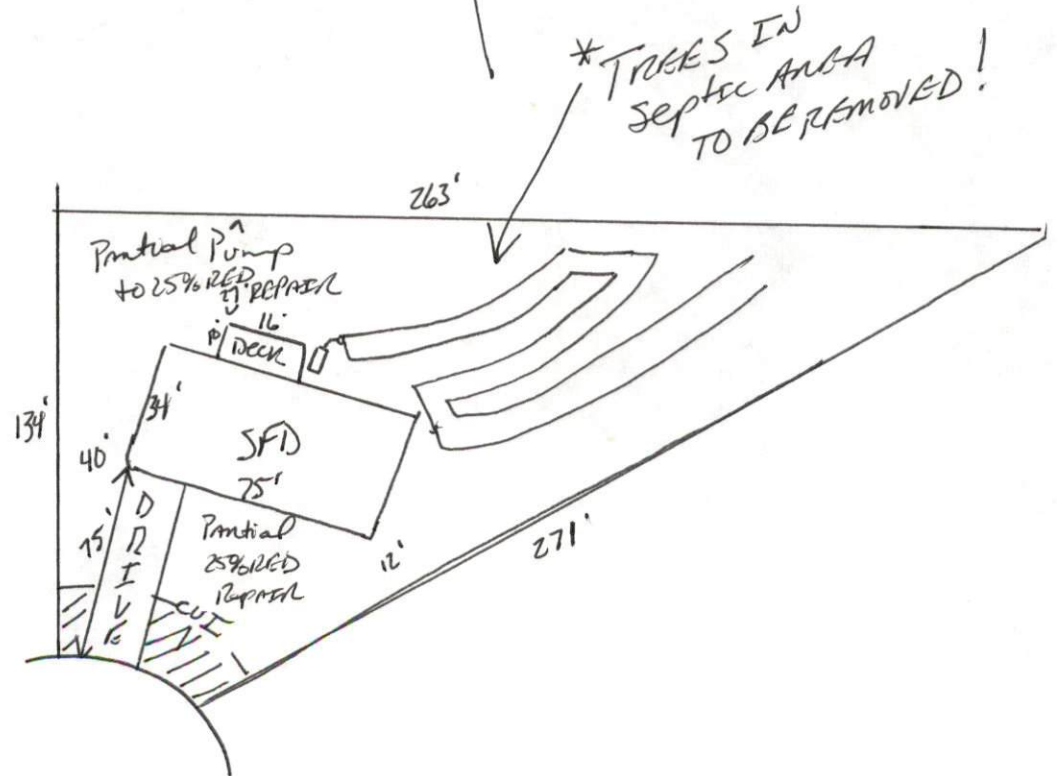 * TREES IN
Septic AREA
TO BE REMOVED!
263'
Partial Pump
to 25% RED
REPAIR
16'
Deck
134'
34'
40'
SFD
75'
DRIVE
75'
Partial
25% RED
Repair
12'
271'
CUT